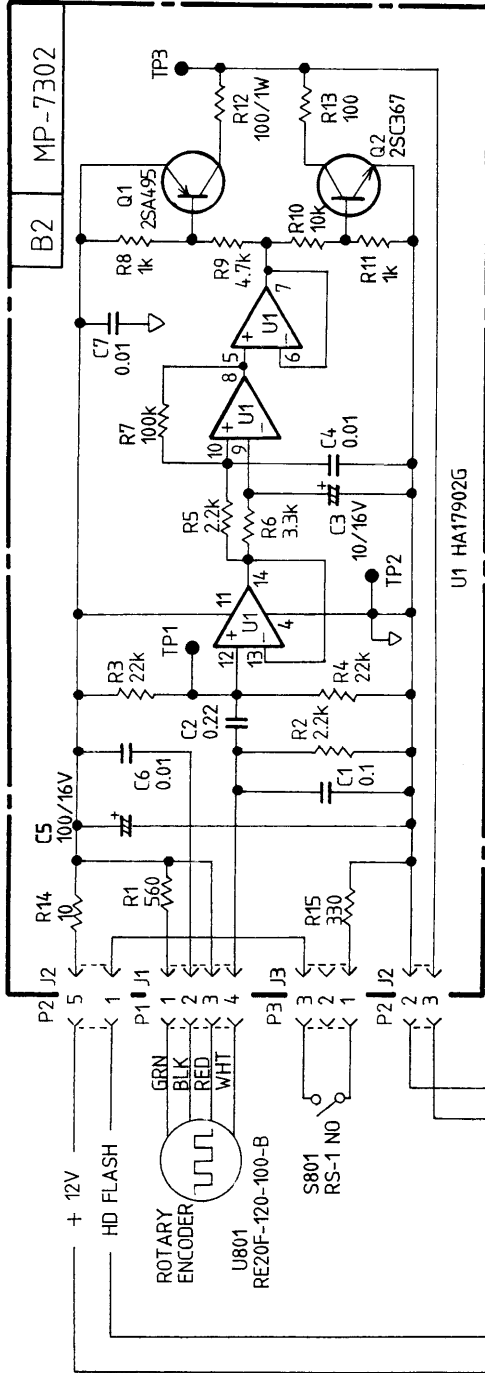 B2
MP-7302
TP3
R12
100/1W
R13
100
Q1
2SA495
Q2
2SC367
R8
1k
R9
4.7k
R10
10k
R11
1k
C7
0.01
+
5
U1
7
6
-
R7
100k
10
+
8
U1
9
-
R5
2.2k
R6
3.3k
C4
0.01
+
C3
10/16V
11
14
12
+
U1
13
-
4
TP2
TP1
R3
22k
C2
0.22
R4
22k
R2
2.2k
C6
0.01
C1
0.1
C5
100/16V
+
R14
10
R1
560
R15
330
U1 HA17902G
P2 J2
5
1
P1 J1
1
2
3
4
P3 J3
3
2
1
P2 J2
2
3
+ 12V
HD FLASH
GRN
BLK
RED
WHT
ROTARY
ENCODER
U801
RE20F-120-100-B
S801
RS-1 NO